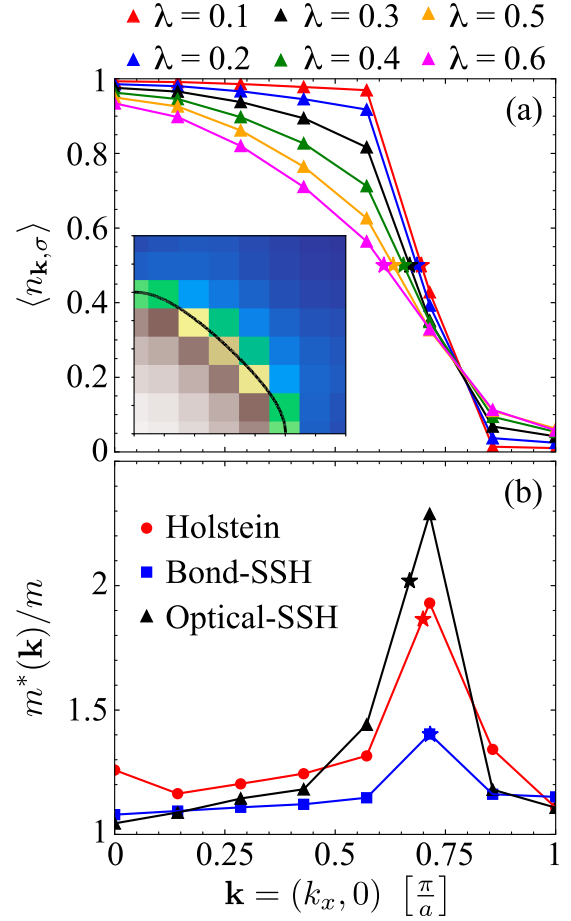 λ = 0.1 λ = 0.3 λ = 0.5
λ = 0.2 λ = 0.4 λ = 0.6
1
(a)
0.8
0.6
⟨n_{k,σ}⟩
0.4
0.2
0
(b)
Holstein
2
Bond-SSH
Optical-SSH
m*(k)/m
1.5
1
0 0.25 0.5 0.75 1
k = (k_x, 0) [π/a]